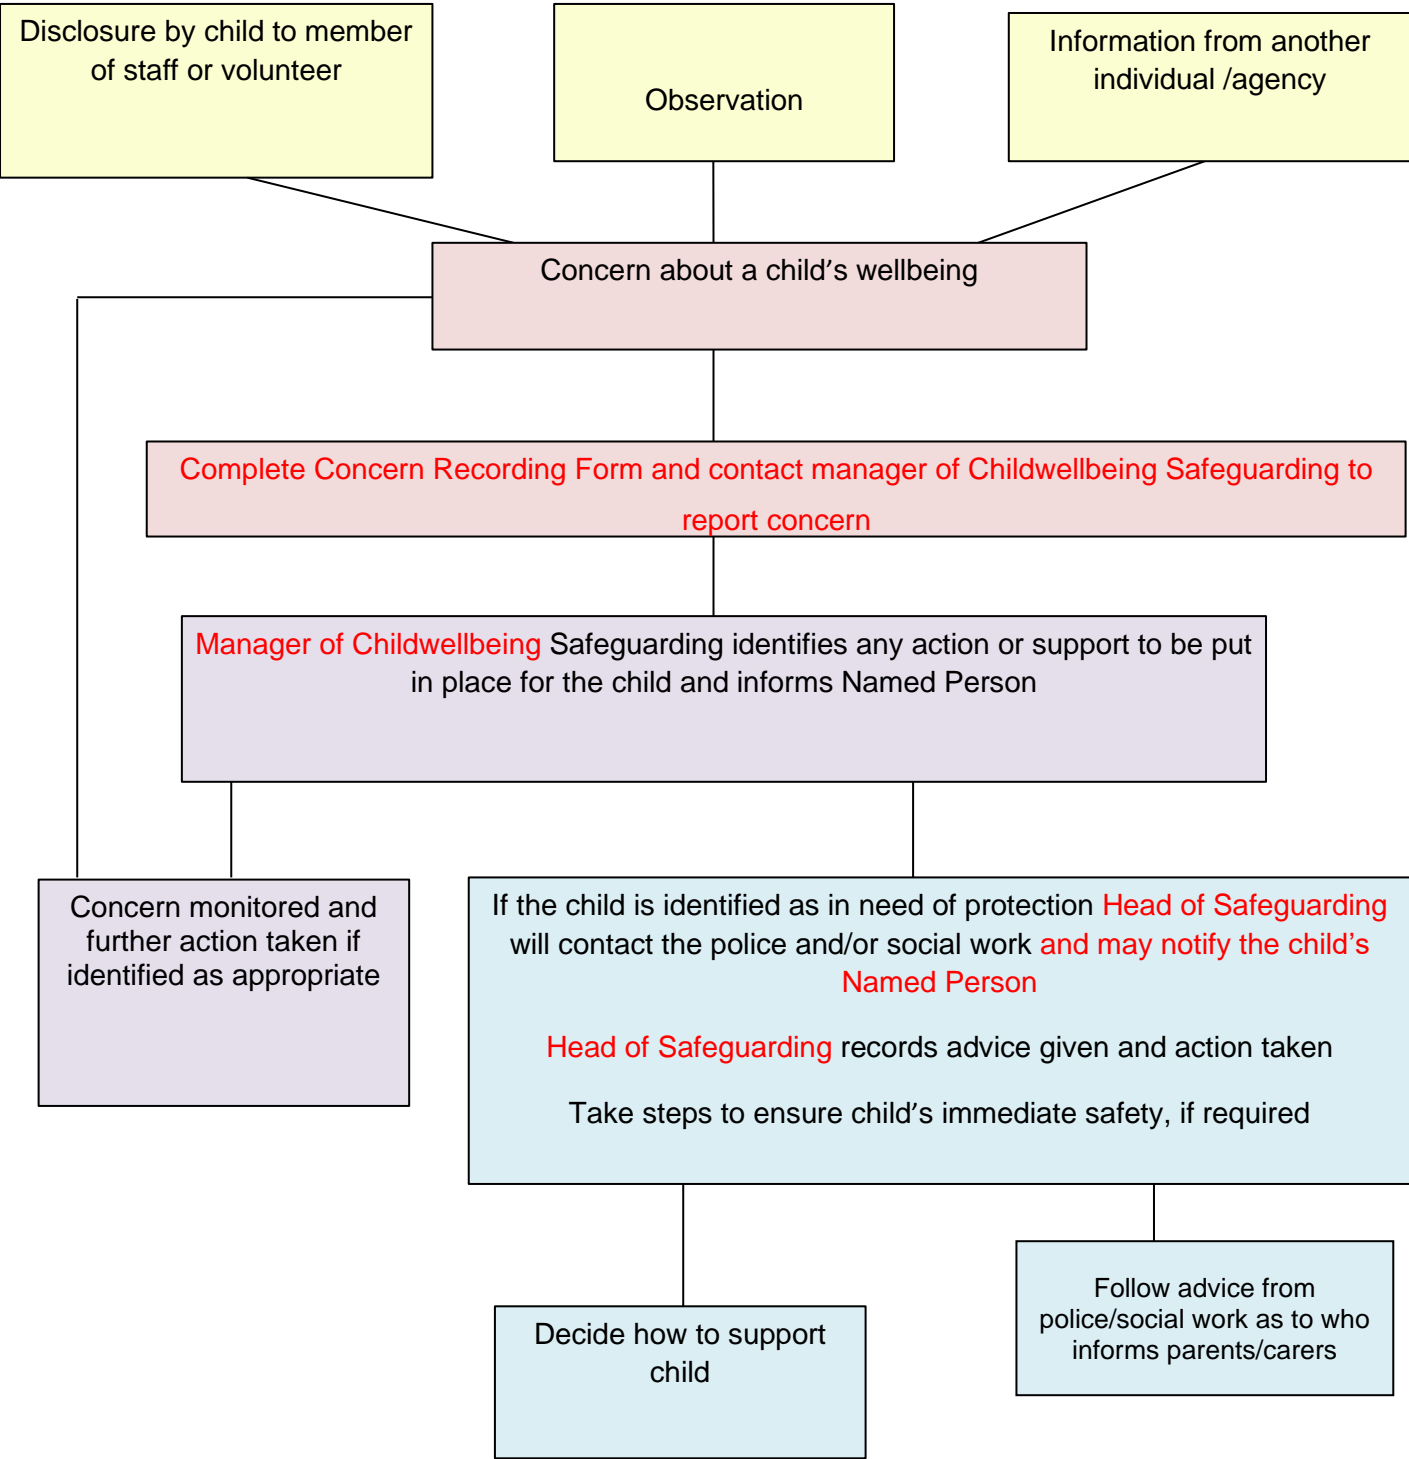 Disclosure by child to member
of staff or volunteer
Observation
Information from another
individual /agency
Concern about a child’s wellbeing
Complete Concern Recording Form and contact manager of Childwellbeing Safeguarding to
report concern
Manager of Childwellbeing Safeguarding identifies any action or support to be put
in place for the child and informs Named Person
Concern monitored and
further action taken if
identified as appropriate
If the child is identified as in need of protection Head of Safeguarding
will contact the police and/or social work and may notify the child’s
Named Person
Head of Safeguarding records advice given and action taken
Take steps to ensure child’s immediate safety, if required
Decide how to support
child
Follow advice from
police/social work as to who
informs parents/carers